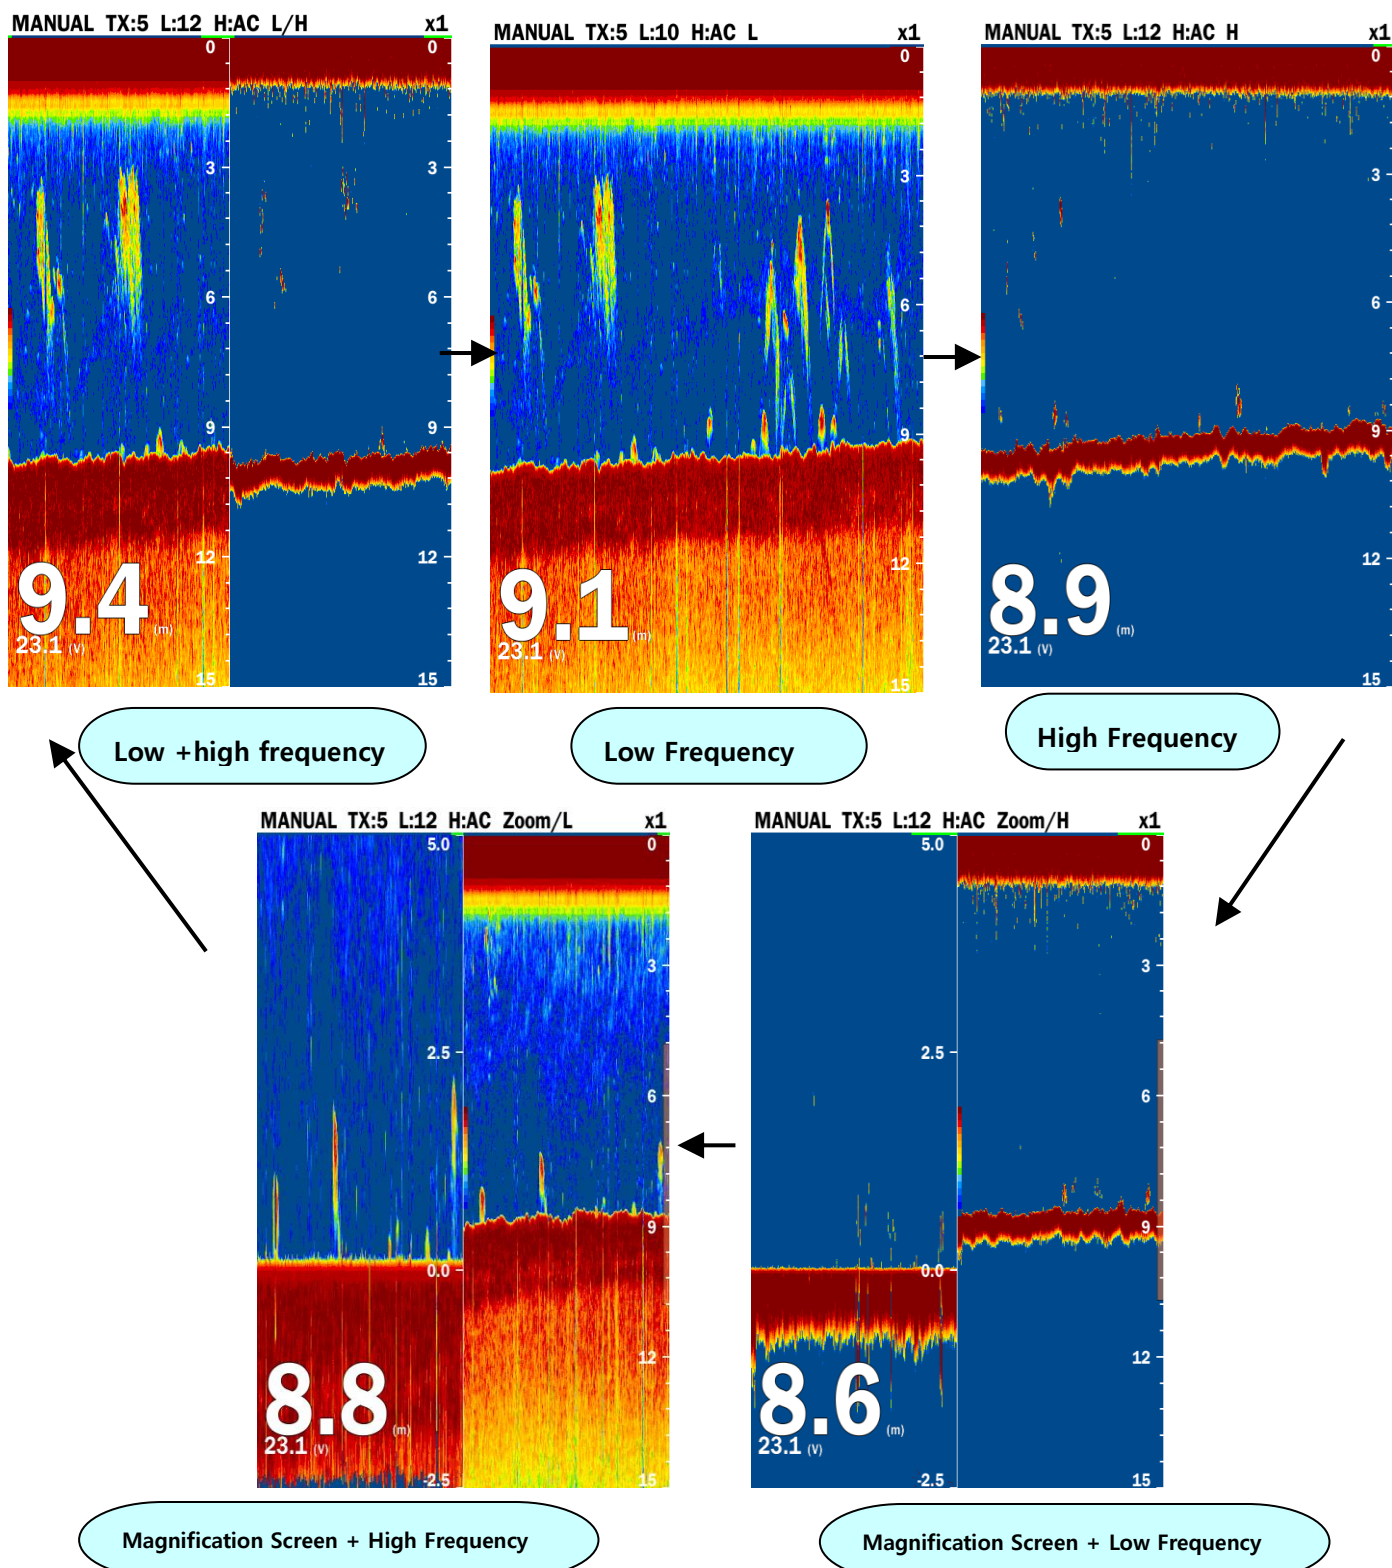 MANUAL TX:5 L:12 H:AC L/H x1
0
0
3
3
6
6
9
9
12
12
15
15
9.4 (m)
23.1 (V)
MANUAL TX:5 L:10 H:AC L x1
0
3
6
9
12
15
9.1 (m)
23.1 (V)
MANUAL TX:5 L:12 H:AC H x1
0
3
6
9
12
15
8.9 (m)
23.1 (V)
Low +high frequency
Low Frequency
High Frequency
MANUAL TX:5 L:12 H:AC Zoom/L x1
5.0
0
3
2.5
6
9
0.0
12
-2.5
15
8.8 (m)
23.1 (V)
MANUAL TX:5 L:12 H:AC Zoom/H x1
5.0
0
3
2.5
6
9
0.0
12
-2.5
15
8.6 (m)
23.1 (V)
Magnification Screen + High Frequency
Magnification Screen + Low Frequency